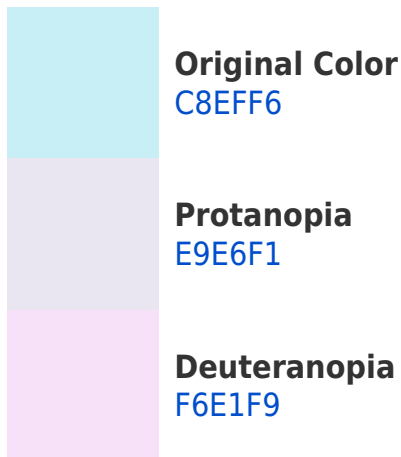 Original Color
C8EFF6
Protanopia
E9E6F1
Deuteranopia
F6E1F9